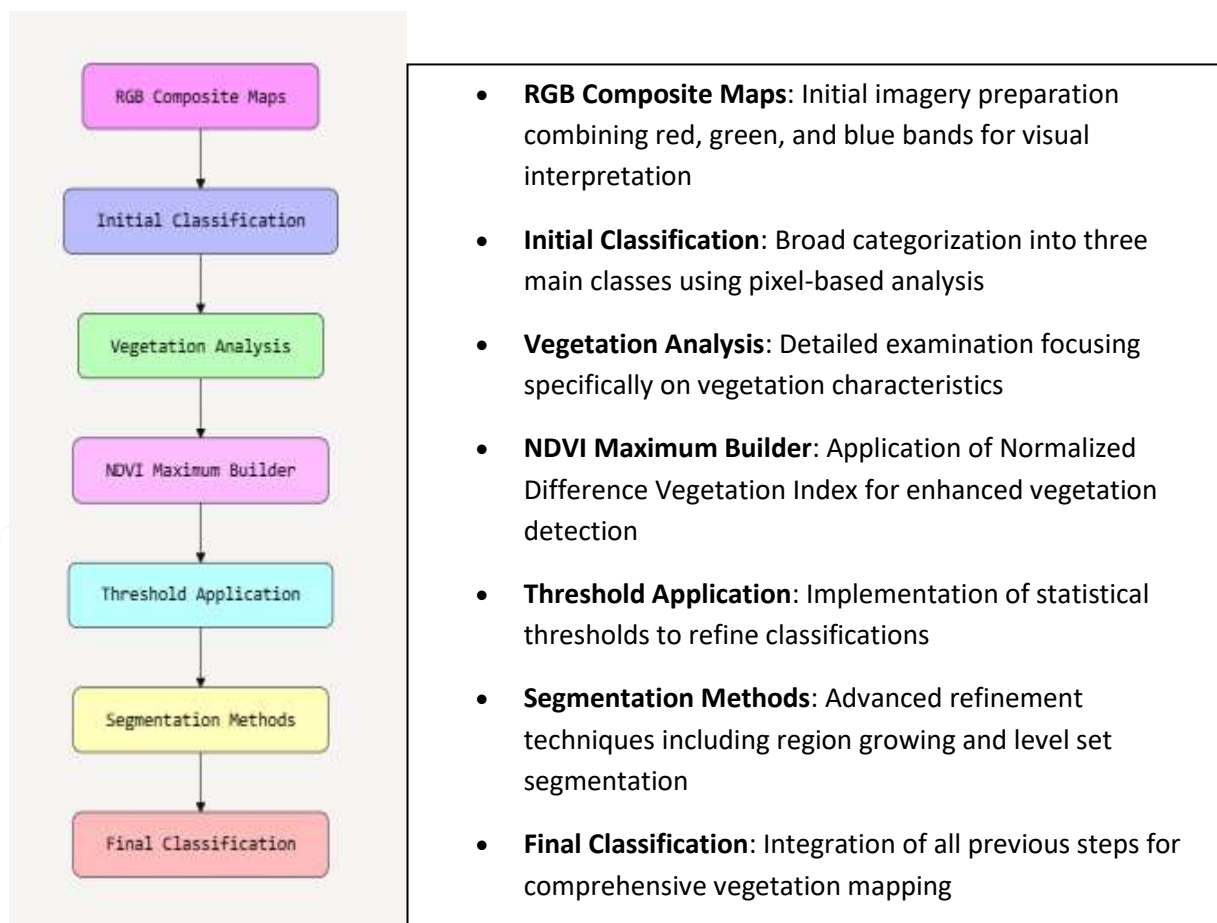 RGB Composite Maps
Initial Classification
Vegetation Analysis
NDVI Maximum Builder
Threshold Application
Segmentation Methods
Final Classification
• RGB Composite Maps: Initial imagery preparation
combining red, green, and blue bands for visual
interpretation
• Initial Classification: Broad categorization into three
main classes using pixel-based analysis
• Vegetation Analysis: Detailed examination focusing
specifically on vegetation characteristics
• NDVI Maximum Builder: Application of Normalized
Difference Vegetation Index for enhanced vegetation
detection
• Threshold Application: Implementation of statistical
thresholds to refine classifications
• Segmentation Methods: Advanced refinement
techniques including region growing and level set
segmentation
• Final Classification: Integration of all previous steps for
comprehensive vegetation mapping